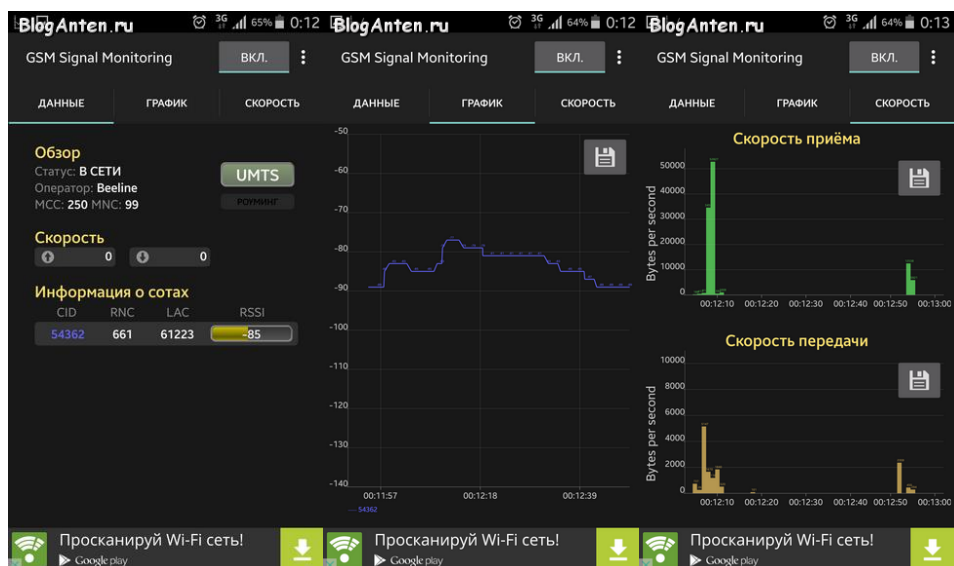 BlogAnten.ru
3G 65% 0:12
GSM Signal Monitoring ВКЛ.
ДАННЫЕ ГРАФИК СКОРОСТЬ
Обзор
Статус: В СЕТИ
Оператор: Beeline
MCC: 250 MNC: 99
UMTS
РОУМИНГ
Скорость
0 0
Информация о сотах
CID RNC LAC RSSI
54362 661 61223 -85
Просканируй Wi-Fi сеть!
Google play
BlogAnten.ru
3G 64% 0:12
GSM Signal Monitoring ВКЛ.
ДАННЫЕ ГРАФИК СКОРОСТЬ
-50
-60
-70
-80
-90
-100
-110
-120
-130
-140
00:11:57 00:12:18 00:12:39
54362
Просканируй Wi-Fi сеть!
Google play
BlogAnten.ru
3G 64% 0:13
GSM Signal Monitoring ВКЛ.
ДАННЫЕ ГРАФИК СКОРОСТЬ
Скорость приёма
Bytes per second
50000
40000
30000
20000
10000
0
00:12:10 00:12:20 00:12:30 00:12:40 00:12:50 00:13:00
Скорость передачи
Bytes per second
10000
8000
6000
4000
2000
0
00:12:10 00:12:20 00:12:30 00:12:40 00:12:50 00:13:00
Просканируй Wi-Fi сеть!
Google play